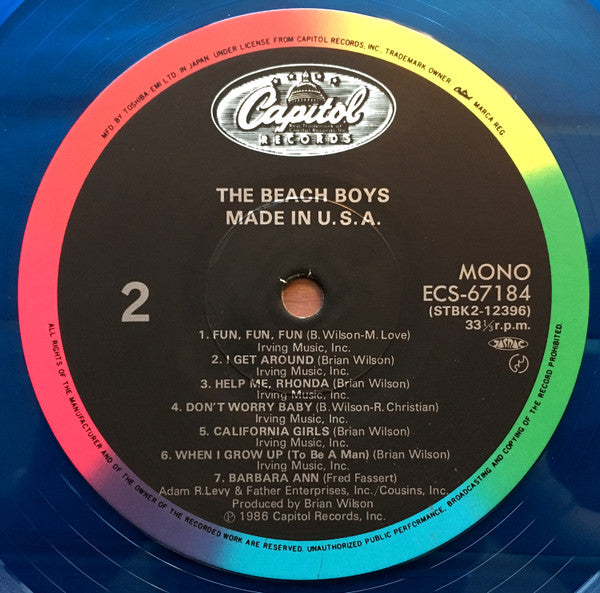 MFD. BY TOSHIBA-EMI LTD. IN JAPAN. UNDER LICENSE FROM CAPITOL RECORDS, INC. TRADEMARK OWNER Capitol MARCA REG.
Capitol
RECORDS
THE BEACH BOYS
MADE IN U.S.A.
2
MONO
ECS-67184
(STBK2-12396)
33⅓r.p.m.
JASRAC
1. FUN, FUN, FUN (B. Wilson-M. Love)
Irving Music, Inc.
2. I GET AROUND (Brian Wilson)
Irving Music, Inc.
3. HELP ME, RHONDA (Brian Wilson)
Irving Music, Inc.
4. DON'T WORRY BABY (B.Wilson-R. Christian)
Irving Music, Inc.
5. CALIFORNIA GIRLS (Brian Wilson)
Irving Music, Inc.
6. WHEN I GROW UP (To Be A Man) (Brian Wilson)
Irving Music, Inc.
7. BARBARA ANN (Fred Fassert)
Adam R.Levy & Father Enterprises, Inc./Cousins, Inc.
Produced by Brian Wilson
℗ 1986 Capitol Records, Inc.
ALL RIGHTS OF THE MANUFACTURER AND OF THE OWNER OF THE RECORDED WORK ARE RESERVED. UNAUTHORIZED PUBLIC PERFORMANCE, BROADCASTING AND COPYING OF THE RECORD PROHIBITED.